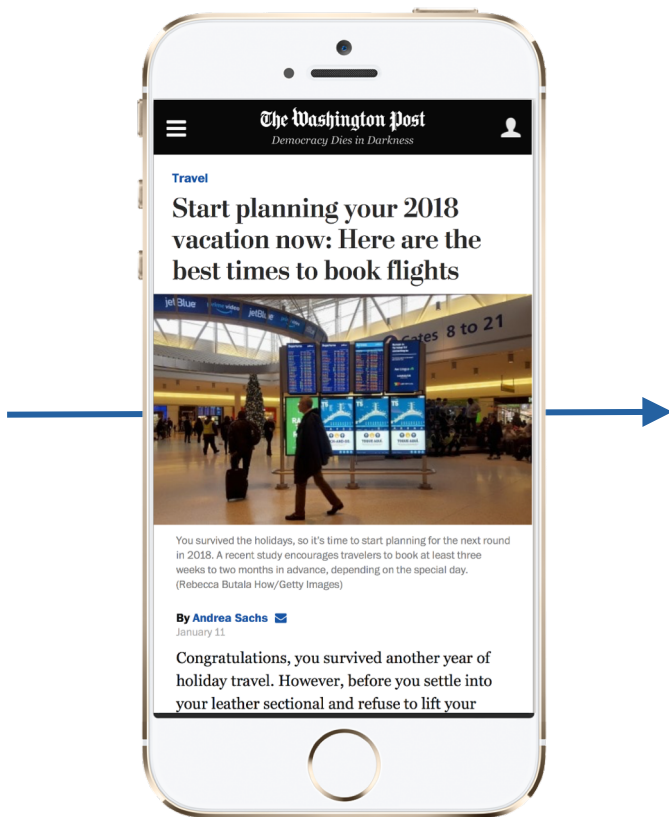 The Washington Post
Democracy Dies in Darkness
Travel
Start planning your 2018
vacation now: Here are the
best times to book flights
jetBlue
prime video
jetBlue
Gates 8 to 21
You survived the holidays, so it's time to start planning for the next round
in 2018. A recent study encourages travelers to book at least three
weeks to two months in advance, depending on the special day.
(Rebecca Butala How/Getty Images)
By Andrea Sachs
January 11
Congratulations, you survived another year of
holiday travel. However, before you settle into
your leather sectional and refuse to lift your